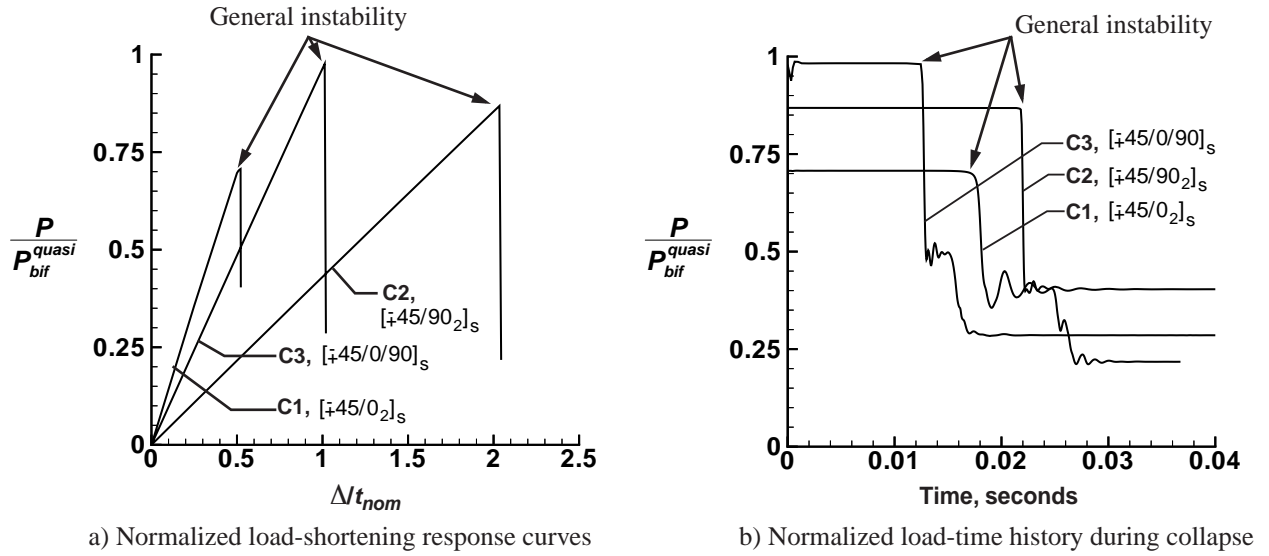 General instability
1
0.75
0.5
0.25
0
P
P_bif^quasi
C2,
[∓45/90₂]s
C3, [∓45/0/90]s
C1, [∓45/0₂]s
0 0.5 1 1.5 2 2.5
Δ/t_nom
a) Normalized load-shortening response curves
General instability
1
0.75
0.5
0.25
0
P
P_bif^quasi
C3, [∓45/0/90]s
C2, [∓45/90₂]s
C1, [∓45/0₂]s
0 0.01 0.02 0.03 0.04
Time, seconds
b) Normalized load-time history during collapse